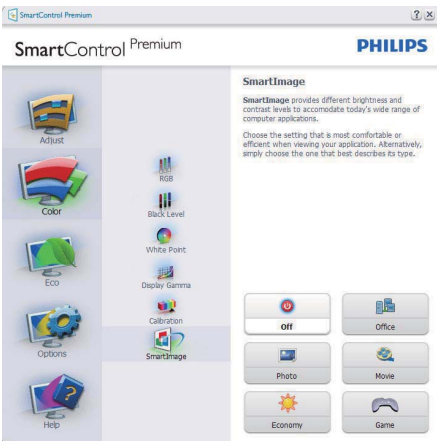 SmartControl Premium
SmartControl Premium
PHILIPS
Adjust
Color
Eco
Options
Help
RGB
Black Level
White Point
Display Gamma
Calibration
SmartImage
SmartImage
SmartImage provides different brightness and
contrast levels to accomodate today's wide range of
computer applications.
Choose the setting that is most comfortable or
efficient when viewing your application. Alternatively,
simply choose the one that best describes its type.
Off
Office
Photo
Movie
Economy
Game